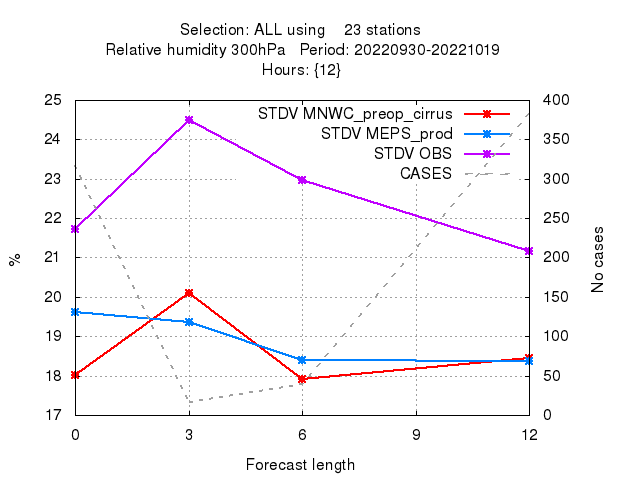 Selection: ALL using 23 stations
Relative humidity 300hPa Period: 20220930-20221019
Hours: {12}
25 400
STDV MNWC_preop_cirrus
STDV MEPS_prod
24 350
STDV OBS
CASES
23 300
22 250
21 200
% No cases
20 150
19 100
18 50
17 0
0 3 6 9 12
Forecast length